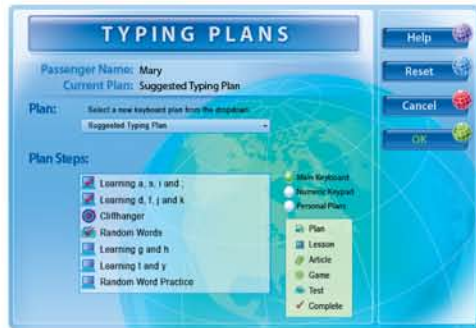 TYPING PLANS
Passenger Name: Mary
Current Plan: Suggested Typing Plan
Plan: Select a new keyboard plan from the dropdown
Suggested Typing Plan
Plan Steps:
Learning a, s, l and ;
Learning d, f, j and k
Cliffhanger
Random Words
Learning g and h
Learning t and y
Random Word Practice
Main Keyboard
Numeric Keypad
Personal Plans
Plan
Lesson
Article
Game
Test
Complete
Help
Reset
Cancel
OK